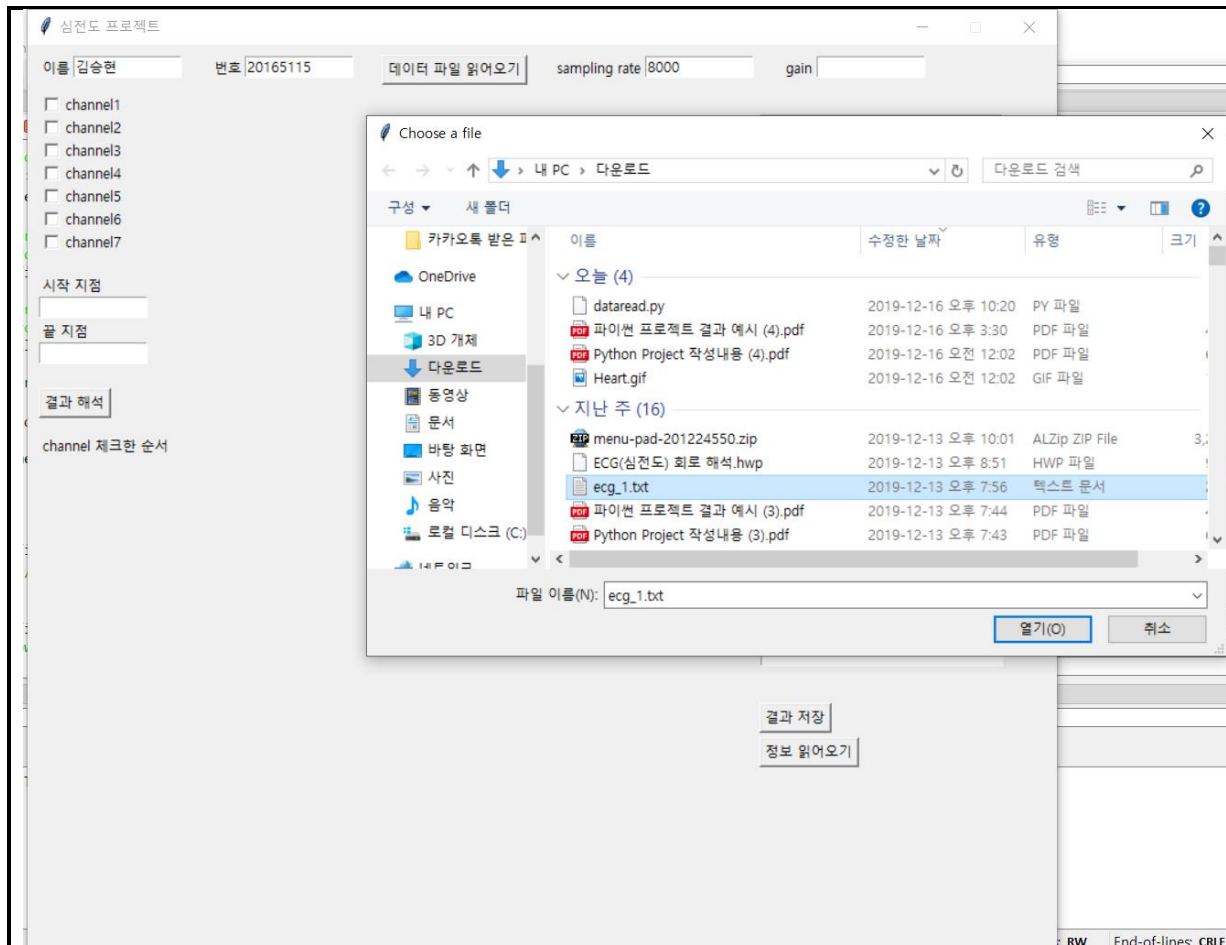 심전도 프로젝트
이름 김승현 번호 20165115 데이터 파일 읽어오기 sampling rate 8000 gain
channel1
channel2
channel3
channel4
channel5
channel6
channel7
시작 지점
끝 지점
결과 해석
channel 체크한 순서
Choose a file
내 PC › 다운로드
다운로드 검색
구성 새 폴더
카카오톡 받은
OneDrive
내 PC
3D 개체
다운로드
동영상
문서
바탕 화면
사진
음악
로컬 디스크 (C:)
네트워크
이름 수정한 날짜 유형 크기
오늘 (4)
dataread.py 2019-12-16 오후 10:20 PY 파일
파이썬 프로젝트 결과 예시 (4).pdf 2019-12-16 오후 3:30 PDF 파일
Python Project 작성내용 (4).pdf 2019-12-16 오전 12:02 PDF 파일
Heart.gif 2019-12-16 오전 12:02 GIF 파일
지난 주 (16)
menu-pad-201224550.zip 2019-12-13 오후 10:01 ALZip ZIP File
ECG(심전도) 회로 해석.hwp 2019-12-13 오후 8:51 HWP 파일
ecg_1.txt 2019-12-13 오후 7:56 텍스트 문서
파이썬 프로젝트 결과 예시 (3).pdf 2019-12-13 오후 7:44 PDF 파일
Python Project 작성내용 (3).pdf 2019-12-13 오후 7:43 PDF 파일
파일 이름(N): ecg_1.txt
열기(O) 취소
결과 저장
정보 읽어오기
RW End-of-lines: CRLF